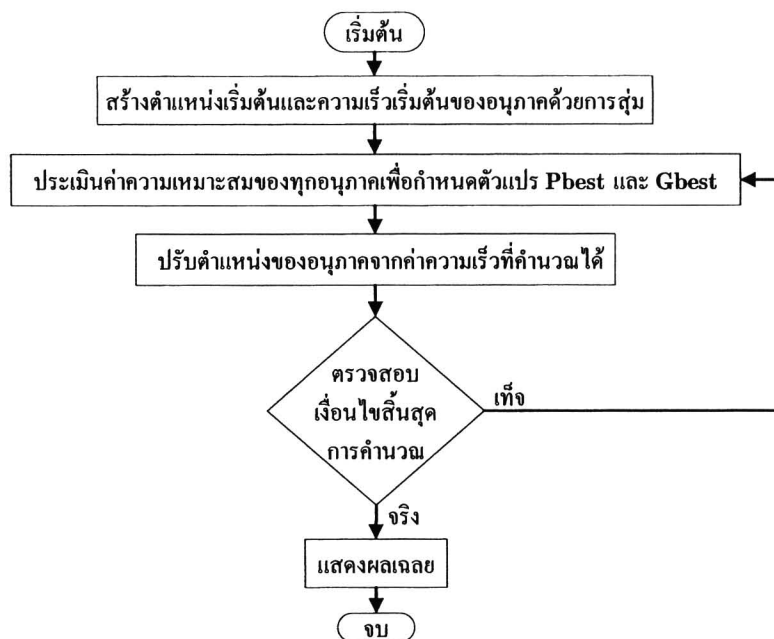 เริ่มต้น
สร้างตำแหน่งเริ่มต้นและความเร็วเริ่มต้นของอนุภาคด้วยการสุ่ม
ประเมินค่าความเหมาะสมของทุกอนุภาคเพื่อกำหนดตัวแปร Pbest และ Gbest
ปรับตำแหน่งของอนุภาคจากค่าความเร็วที่คำนวณได้
ตรวจสอบ
เงื่อนไขสิ้นสุด
การคำนวณ
เท็จ
จริง
แสดงผลเฉลย
จบ